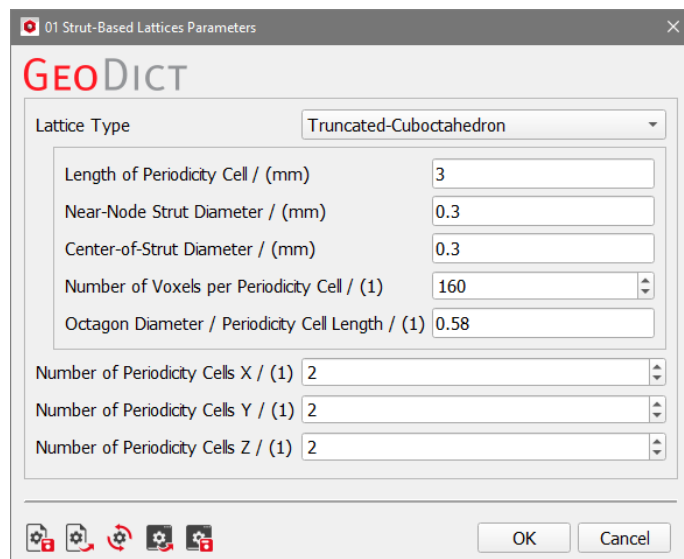 01 Strut-Based Lattices Parameters
GEODICT
Lattice Type Truncated-Cuboctahedron
Length of Periodicity Cell / (mm) 3
Near-Node Strut Diameter / (mm) 0.3
Center-of-Strut Diameter / (mm) 0.3
Number of Voxels per Periodicity Cell / (1) 160
Octagon Diameter / Periodicity Cell Length / (1) 0.58
Number of Periodicity Cells X / (1) 2
Number of Periodicity Cells Y / (1) 2
Number of Periodicity Cells Z / (1) 2
OK Cancel